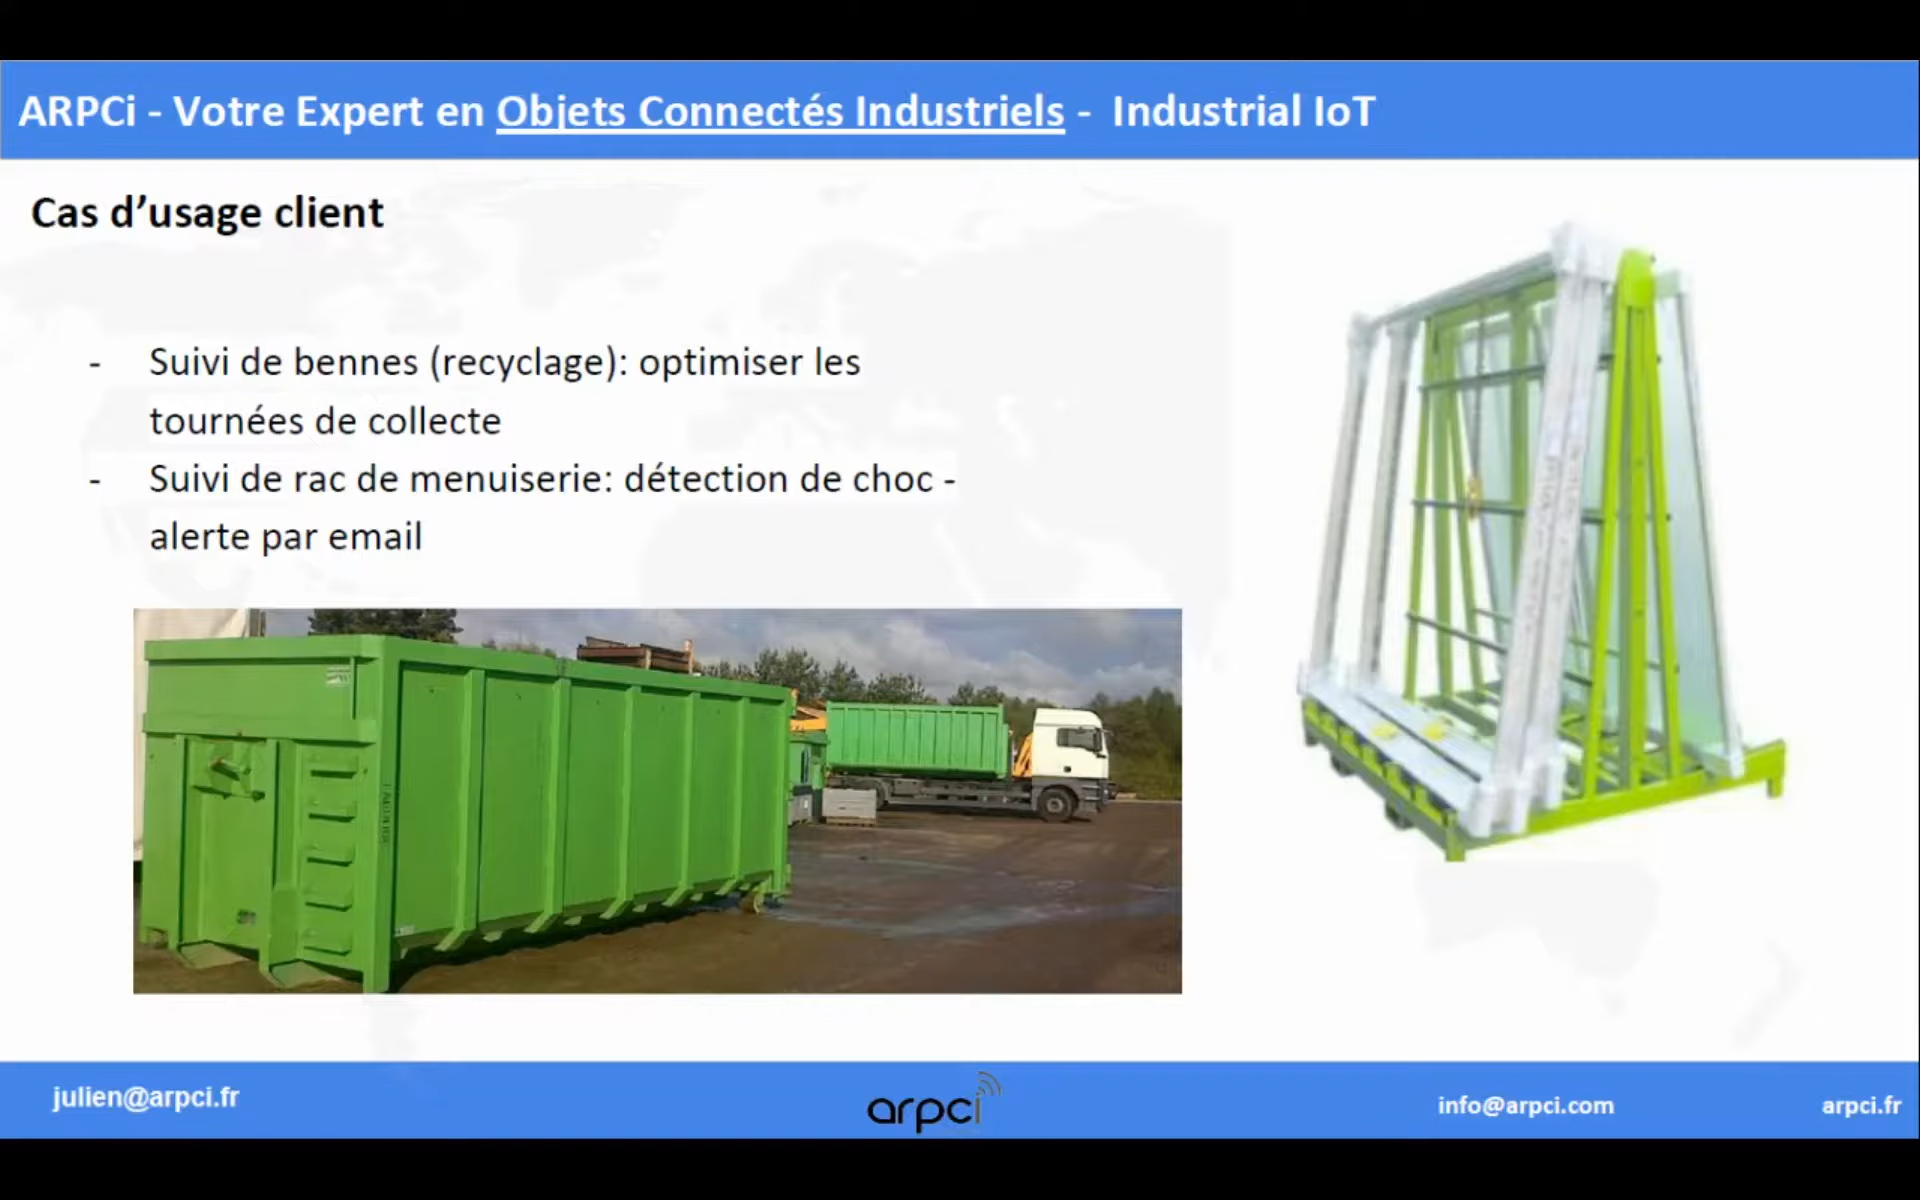 ARPCi - Votre Expert en Objets Connectés Industriels - Industrial IoT
Cas d’usage client
- Suivi de bennes (recyclage): optimiser les
tournées de collecte
- Suivi de rac de menuiserie: détection de choc -
alerte par email
julien@arpci.fr
arpci
info@arpci.com
arpci.fr